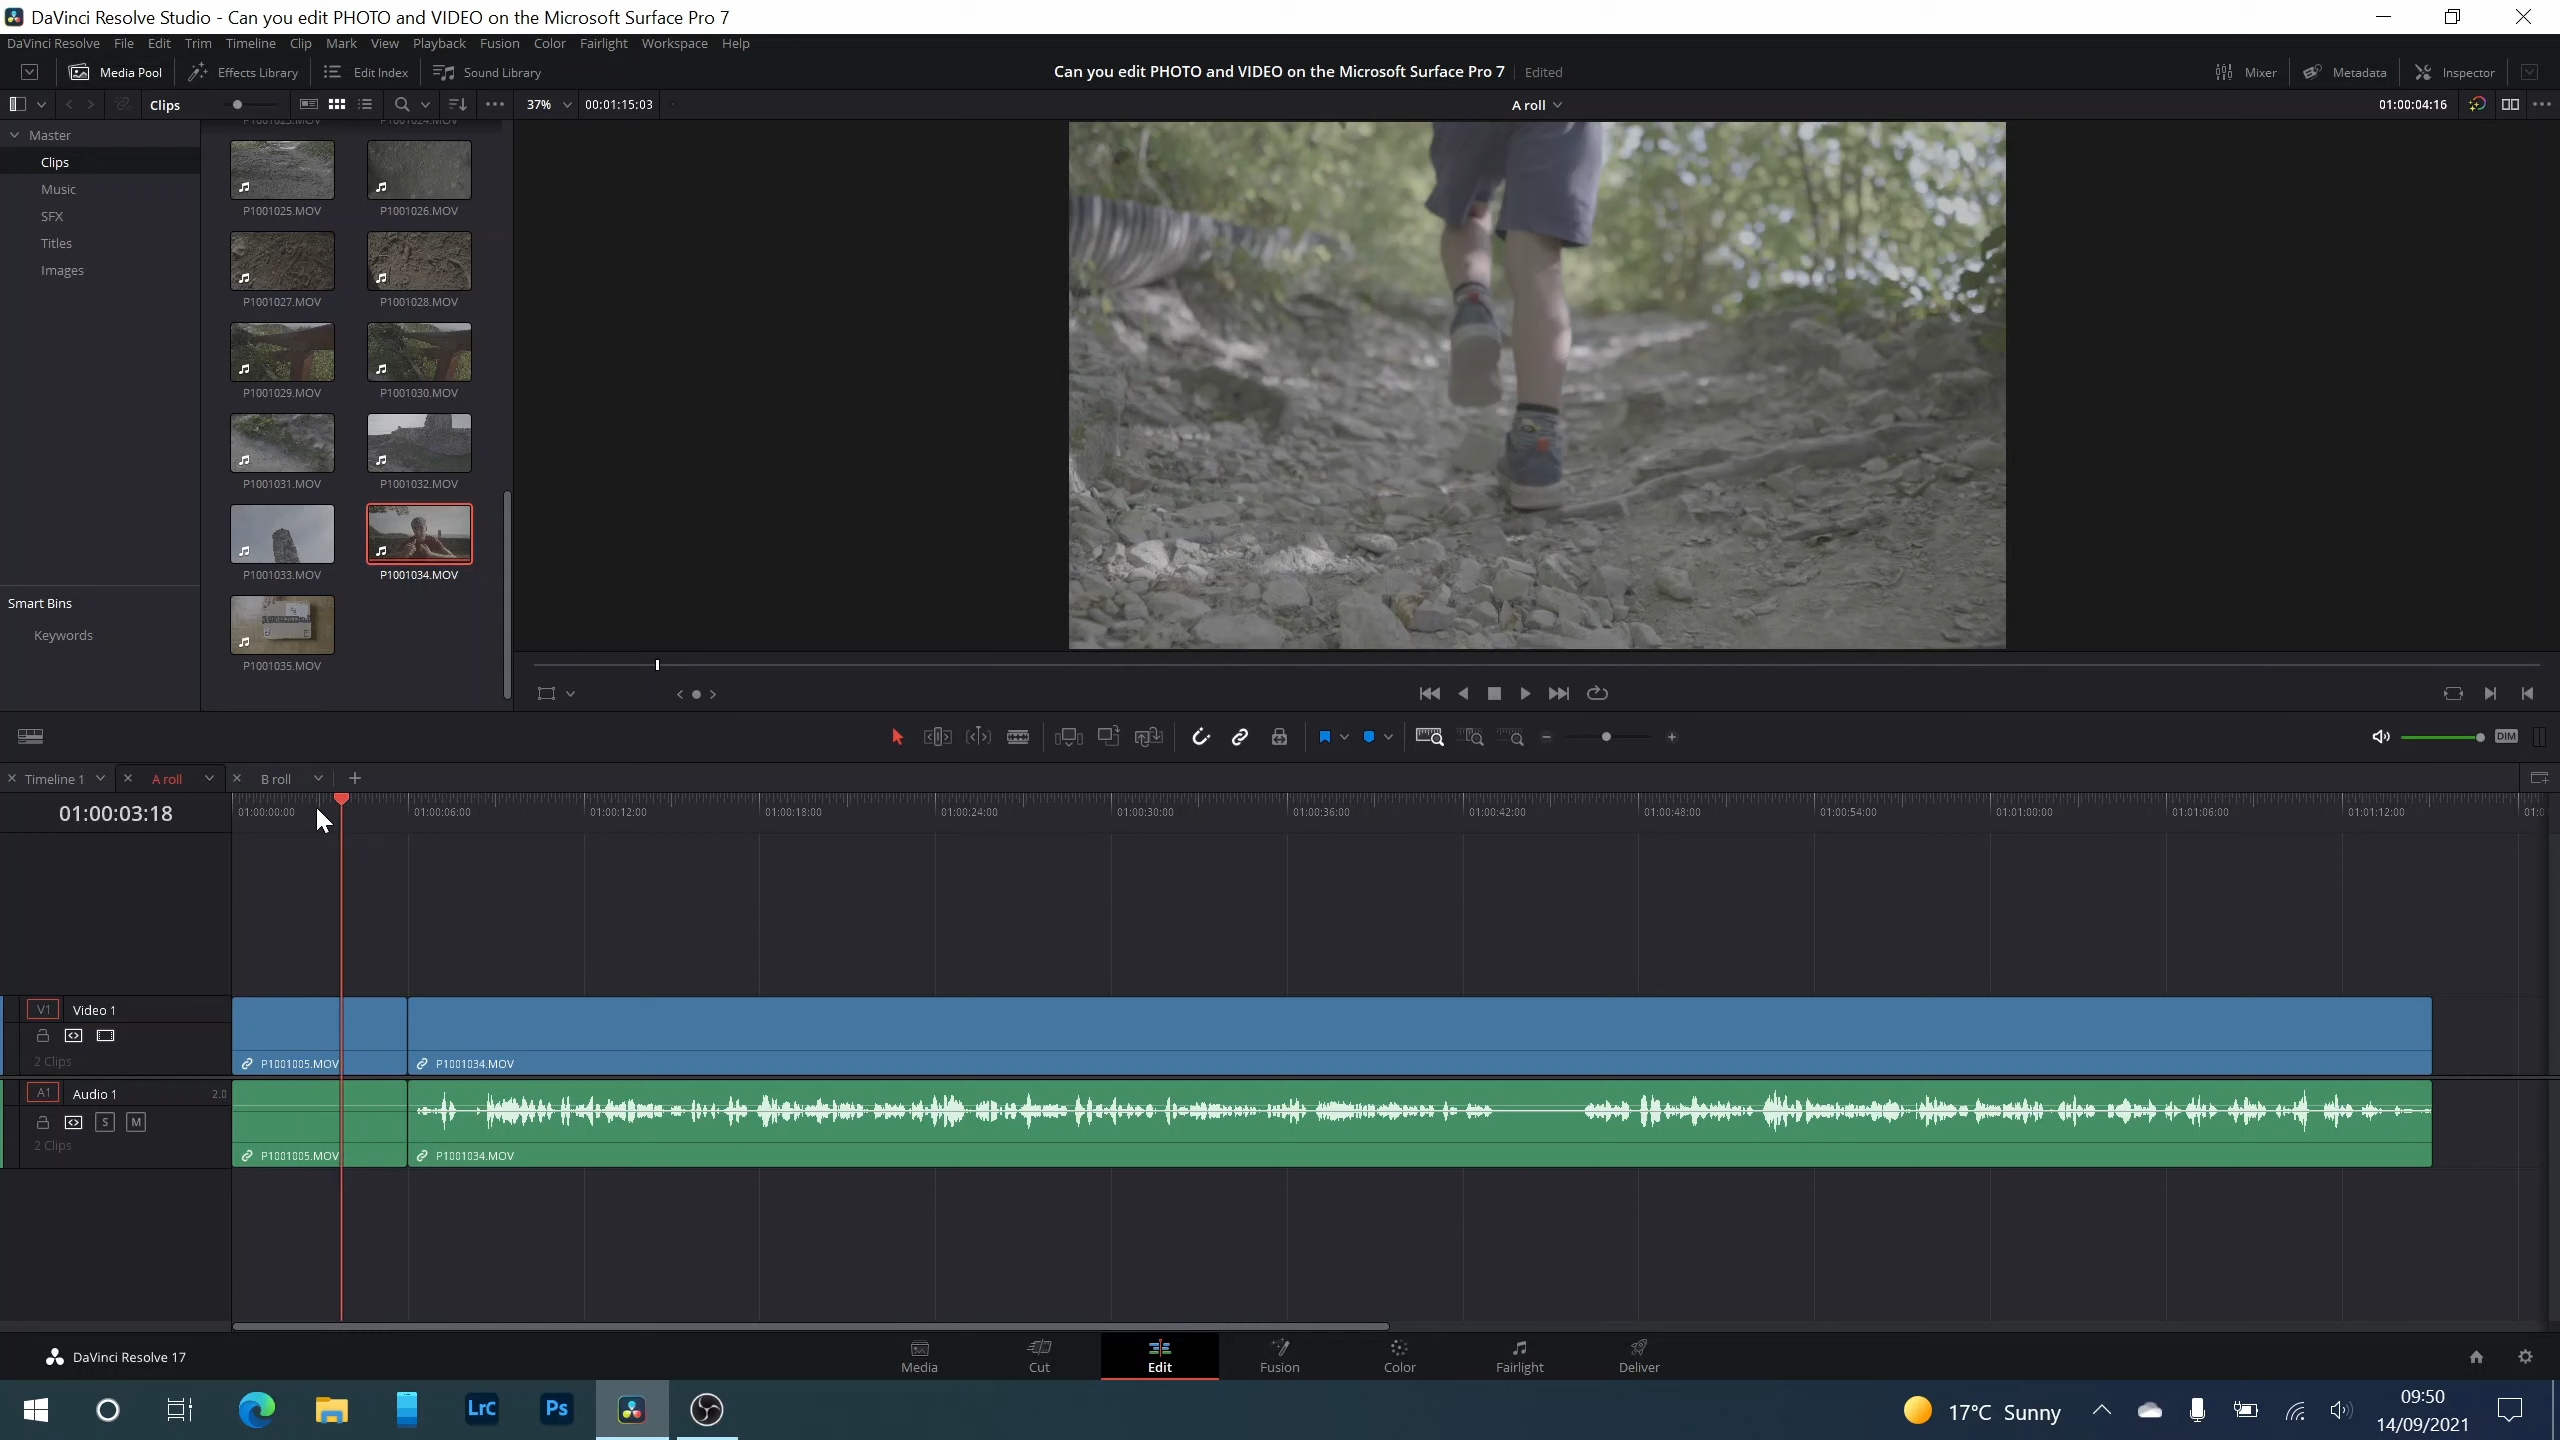 DaVinci Resolve Studio - Can you edit PHOTO and VIDEO on the Microsoft Surface Pro 7
DaVinci Resolve File Edit Trim Timeline Clip Mark View Playback Fusion Color Fairlight Workspace Help
Media Pool Effects Library Edit Index Sound Library Can you edit PHOTO and VIDEO on the Microsoft Surface Pro 7 Edited Mixer Metadata Inspector
Clips 37% 00:01:15:03 A roll 01:00:04:16
Master
Clips
Music
SFX
Titles
Images
Smart Bins
Keywords
P1001023.MOV P1001024.MOV
P1001025.MOV P1001026.MOV
P1001027.MOV P1001028.MOV
P1001029.MOV P1001030.MOV
P1001031.MOV P1001032.MOV
P1001033.MOV P1001034.MOV
P1001035.MOV
DIM
Timeline 1 A roll B roll
01:00:03:18
01:00:00:00 01:00:06:00 01:00:12:00 01:00:18:00 01:00:24:00 01:00:30:00 01:00:36:00 01:00:42:00 01:00:48:00 01:00:54:00 01:01:00:00 01:01:06:00 01:01:12:00 01:0
V1 Video 1
2 Clips
P1001005.MOV P1001034.MOV
A1 Audio 1 2.0
S M
2 Clips
P1001005.MOV P1001034.MOV
DaVinci Resolve 17
Media Cut Edit Fusion Color Fairlight Deliver
LrC Ps
17°C Sunny
09:50
14/09/2021